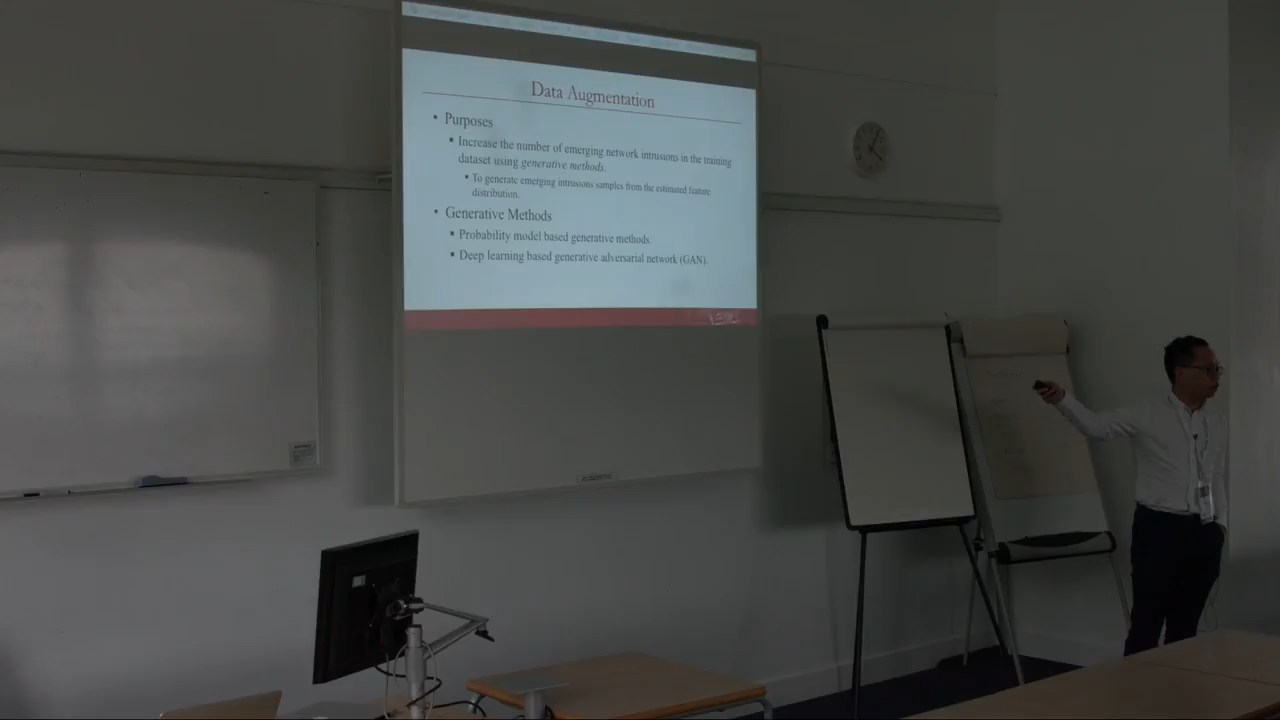 Data Augmentation
• Purposes
▪ Increase the number of emerging network intrusions in the training
dataset using generative methods.
▪ To generate emerging intrusions samples from the estimated feature
distribution.
• Generative Methods
▪ Probability model based generative methods.
▪ Deep learning based generative adversarial network (GAN).